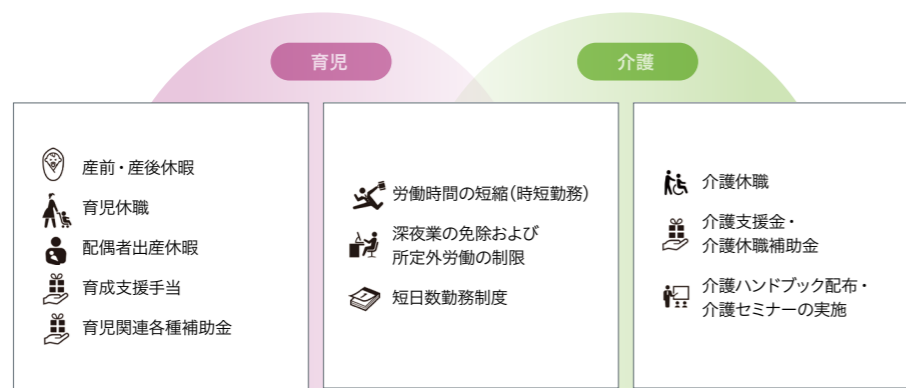 育児
介護
産前・産後休暇
育児休職
配偶者出産休暇
育成支援手当
育児関連各種補助金
労働時間の短縮(時短勤務)
深夜業の免除および
所定外労働の制限
短日数勤務制度
介護休職
介護支援金・
介護休職補助金
介護ハンドブック配布・
介護セミナーの実施